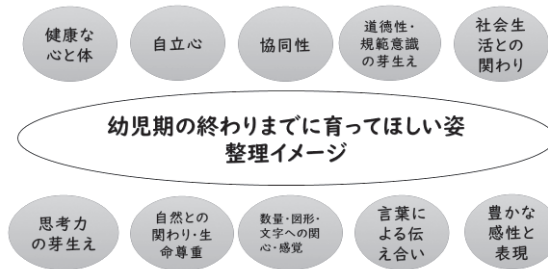 健康な
心と体
自立心
協同性
道徳性・
規範意識
の芽生え
社会生
活との
関わり
幼児期の終わりまでに育ってほしい姿
整理イメージ
思考力
の芽生え
自然との
関わり・生
命尊重
数量・図形・
文字への関
心・感覚
言葉に
よる伝
え合い
豊かな
感性と
表現